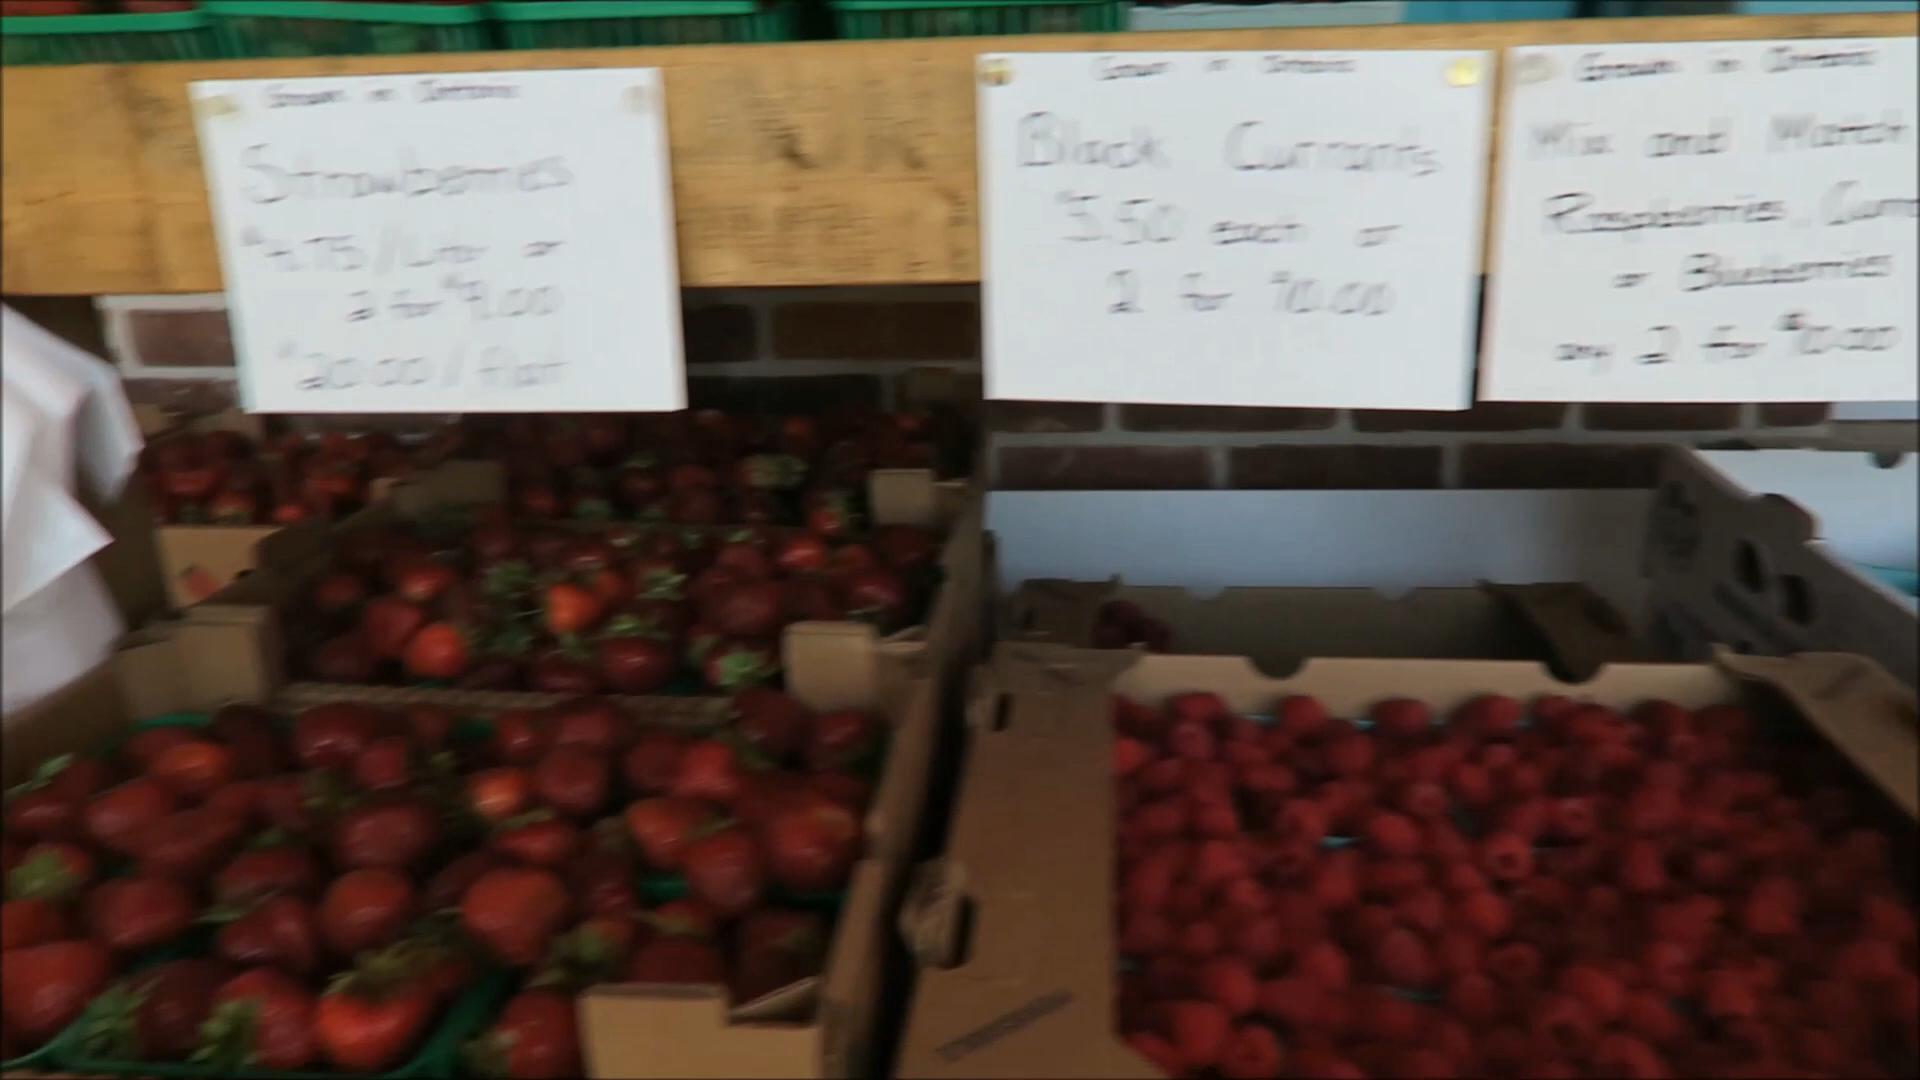 Grown in Ontario
Strawberries
$4.75/Liter or
2 for $9.00
$20.00/flat
Grown in Ontario
Black Currants
$5.50 each or
2 for $10.00
Grown in Ontario
Mix and Match
Raspberries,
or Blueberries
any 2 for $10.00